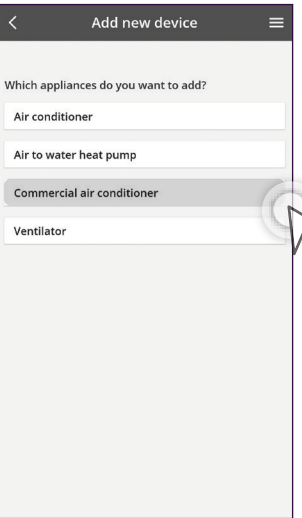 Add new device
Which appliances do you want to add?
Air conditioner
Air to water heat pump
Commercial air conditioner
Ventilator